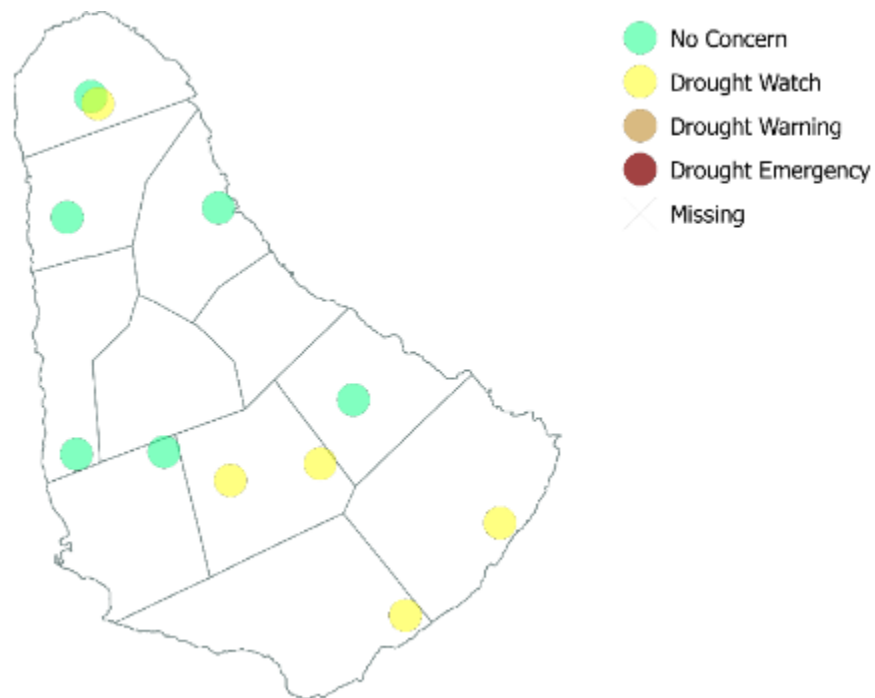 No Concern
Drought Watch
Drought Warning
Drought Emergency
Missing